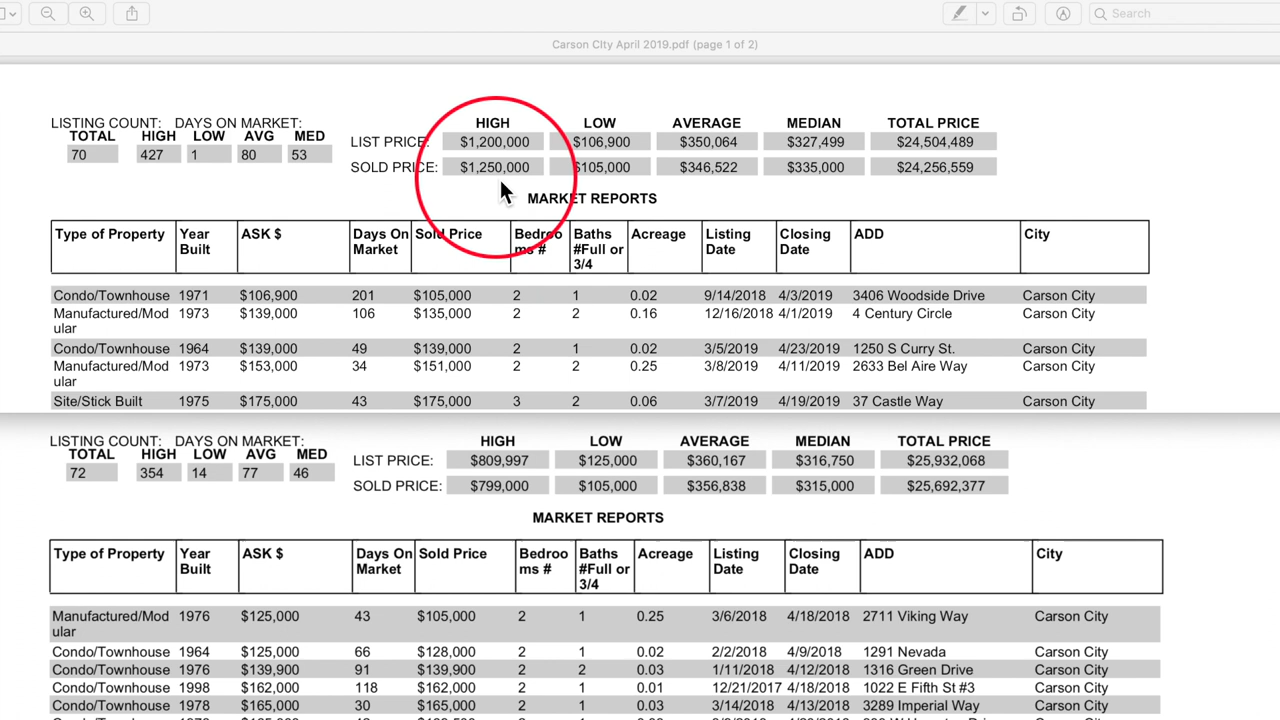 Search
Carson CIty April 2019.pdf (page 1 of 2)
LISTING COUNT: DAYS ON MARKET:
TOTAL HIGH LOW AVG MED
70 427 1 80 53
HIGH LOW AVERAGE MEDIAN TOTAL PRICE
LIST PRICE: $1,200,000 $106,900 $350,064 $327,499 $24,504,489
SOLD PRICE: $1,250,000 $105,000 $346,522 $335,000 $24,256,559
MARKET REPORTS
Type of Property Year Built ASK $ Days On Market Sold Price Bedroo ms # Baths #Full or 3/4 Acreage Listing Date Closing Date ADD City
Condo/Townhouse 1971 $106,900 201 $105,000 2 1 0.02 9/14/2018 4/3/2019 3406 Woodside Drive Carson City
Manufactured/Mod 1973 $139,000 106 $135,000 2 2 0.16 12/16/2018 4/1/2019 4 Century Circle Carson City
ular
Condo/Townhouse 1964 $139,000 49 $139,000 2 1 0.02 3/5/2019 4/23/2019 1250 S Curry St. Carson City
Manufactured/Mod 1973 $153,000 34 $151,000 2 2 0.25 3/8/2019 4/11/2019 2633 Bel Aire Way Carson City
ular
Site/Stick Built 1975 $175,000 43 $175,000 3 2 0.06 3/7/2019 4/19/2019 37 Castle Way Carson City
LISTING COUNT: DAYS ON MARKET:
TOTAL HIGH LOW AVG MED
72 354 14 77 46
HIGH LOW AVERAGE MEDIAN TOTAL PRICE
LIST PRICE: $809,997 $125,000 $360,167 $316,750 $25,932,068
SOLD PRICE: $799,000 $105,000 $356,838 $315,000 $25,692,377
MARKET REPORTS
Type of Property Year Built ASK $ Days On Market Sold Price Bedroo ms # Baths #Full or 3/4 Acreage Listing Date Closing Date ADD City
Manufactured/Mod 1976 $125,000 43 $105,000 2 1 0.25 3/6/2018 4/18/2018 2711 Viking Way Carson City
ular
Condo/Townhouse 1964 $125,000 66 $128,000 2 1 0.02 2/2/2018 4/9/2018 1291 Nevada Carson City
Condo/Townhouse 1976 $139,900 91 $139,900 2 2 0.03 1/11/2018 4/12/2018 1316 Green Drive Carson City
Condo/Townhouse 1998 $162,000 118 $162,000 2 1 0.01 12/21/2017 4/18/2018 1022 E Fifth St #3 Carson City
Condo/Townhouse 1978 $165,000 30 $165,000 2 1 0.03 3/14/2018 4/13/2018 3289 Imperial Way Carson City